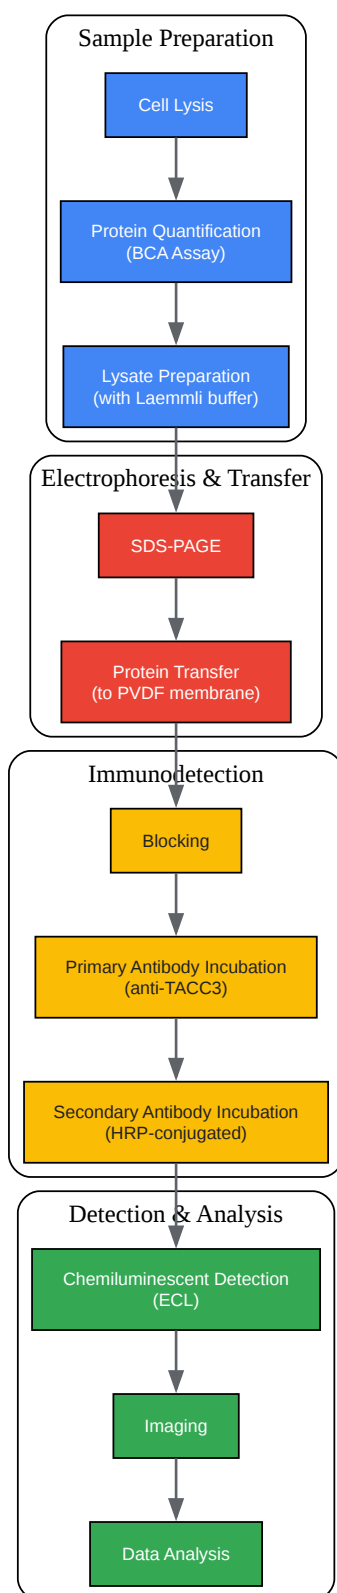 Sample Preparation
Cell Lysis
Protein Quantification
(BCA Assay)
Lysate Preparation
(with Laemmli buffer)
Electrophoresis & Transfer
SDS-PAGE
Protein Transfer
(to PVDF membrane)
Immunodetection
Blocking
Primary Antibody Incubation
(anti-TACC3)
Secondary Antibody Incubation
(HRP-conjugated)
Detection & Analysis
Chemiluminescent Detection
(ECL)
Imaging
Data Analysis